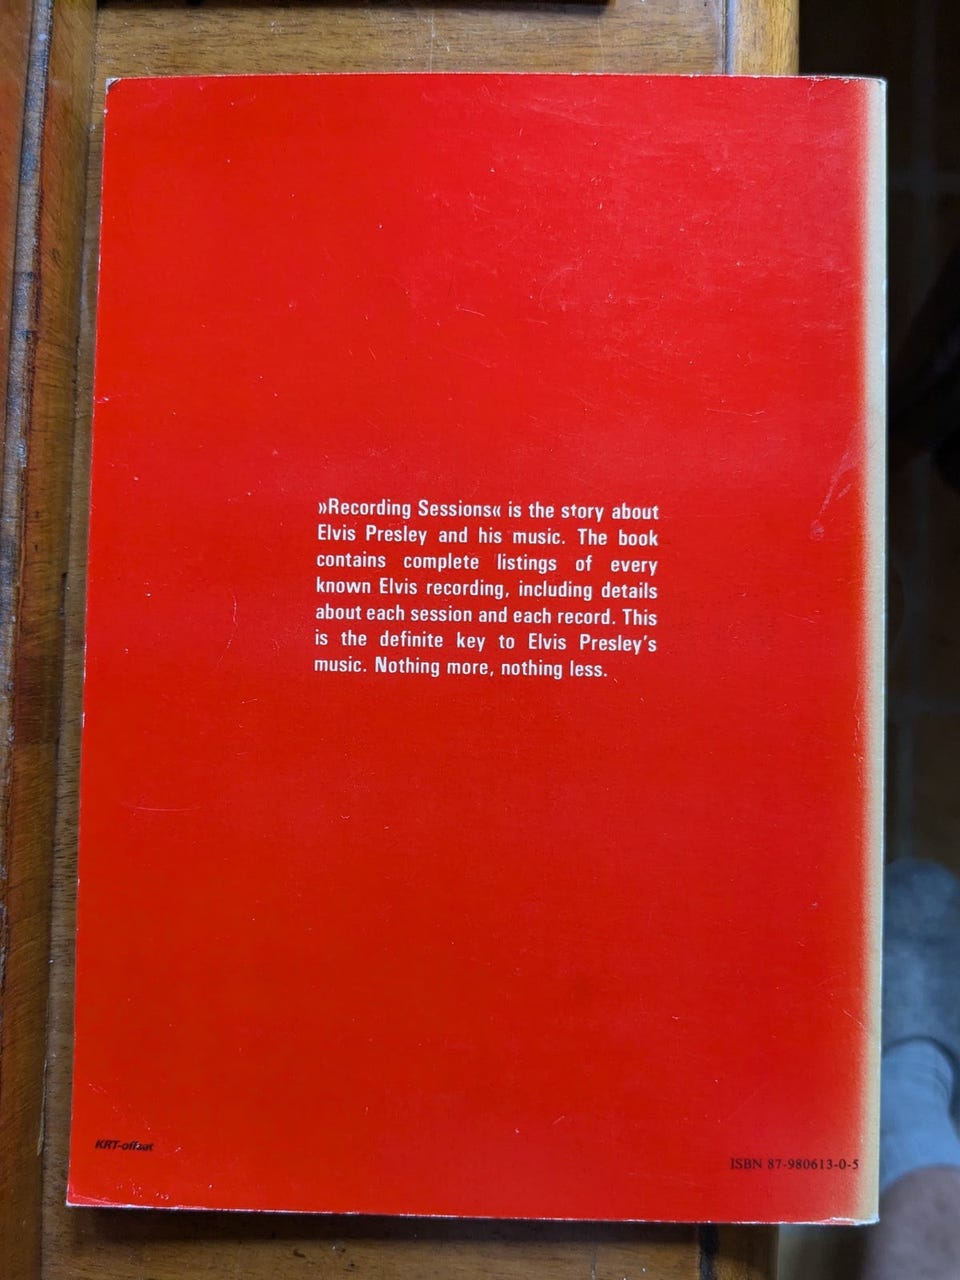 »Recording Sessions« is the story about
Elvis Presley and his music. The book
contains complete listings of every
known Elvis recording, including details
about each session and each record. This
is the definite key to Elvis Presley's
music. Nothing more, nothing less.
KRT-offset
ISBN 87-980613-0-5